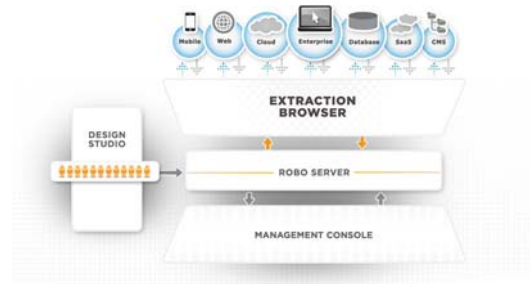 Mobile
Web
Cloud
Enterprise
Database
SaaS
CMS
EXTRACTION
BROWSER
DESIGN
STUDIO
ROBO SERVER
MANAGEMENT CONSOLE